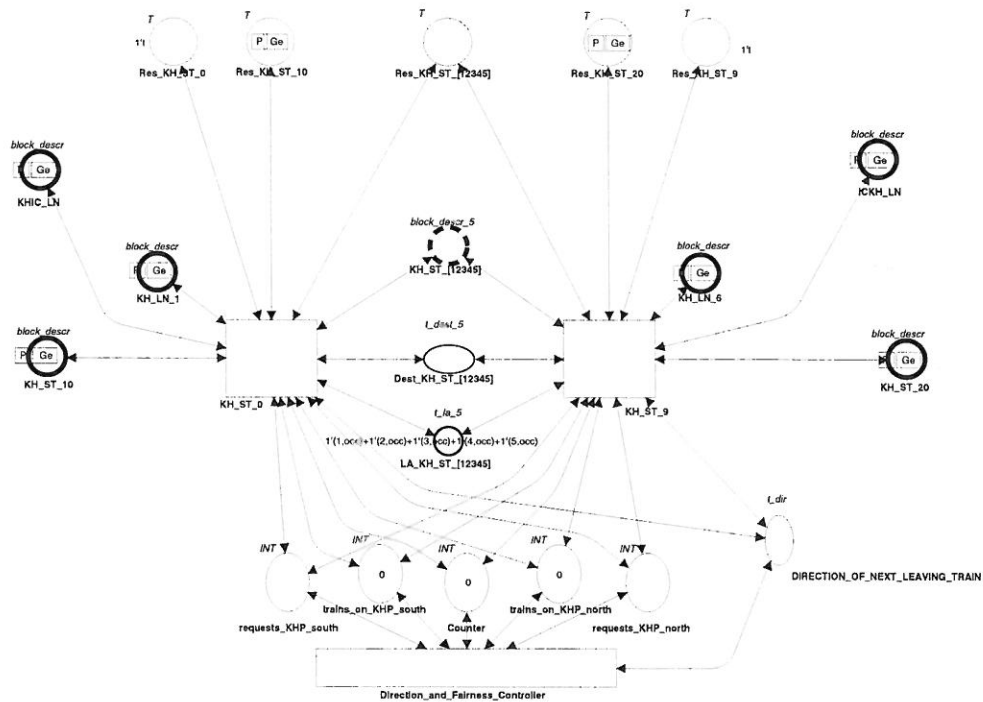 T T T T T
1't P Ge P Ge 1't
Res_KH_ST_0 Res_KH_ST_10 Res_KH_ST_[12345] Res_KH_ST_20 Res_KH_ST_9
block_descr block_descr
Ge Ge
KHIC_LN ICKH_LN
block_descr block_descr_5 block_descr
Ge Ge
KH_LN_1 KH_ST_[12345] KH_LN_6
block_descr t_dest_5 block_descr
P Ge Ge
KH_ST_10 Dest_KH_ST_[12345] KH_ST_20
KH_ST_0 KH_ST_9
t_la_5
1'(1,occ)+1'(2,occ)+1'(3,occ)+1'(4,occ)+1'(5,occ)
LA_KH_ST_[12345]
t_dir
INT INT INT INT INT
0 0 0
DIRECTION_OF_NEXT_LEAVING_TRAIN
trains_on_KHP_south trains_on_KHP_north
requests_KHP_south Counter requests_KHP_north
Direction_and_Fairness_Controller